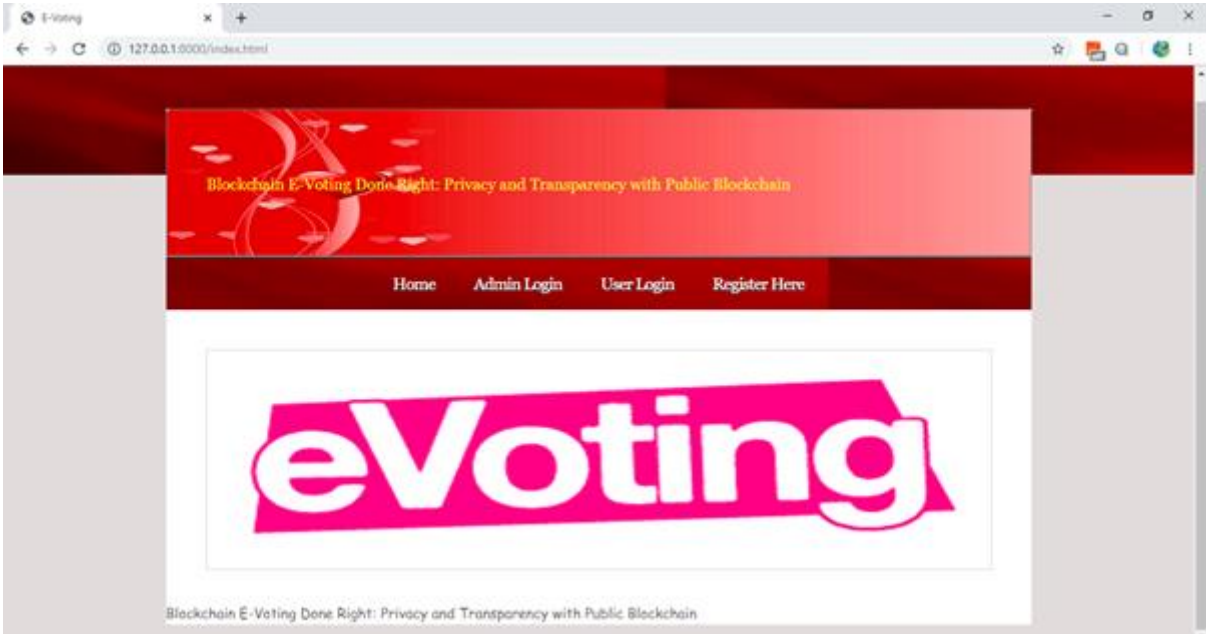 E-Voting
127.0.0.1:8000/index.html
Blockchain E-Voting Done Right: Privacy and Transparency with Public Blockchain
Home Admin Login User Login Register Here
eVoting
Blockchain E-Voting Done Right: Privacy and Transparency with Public Blockchain